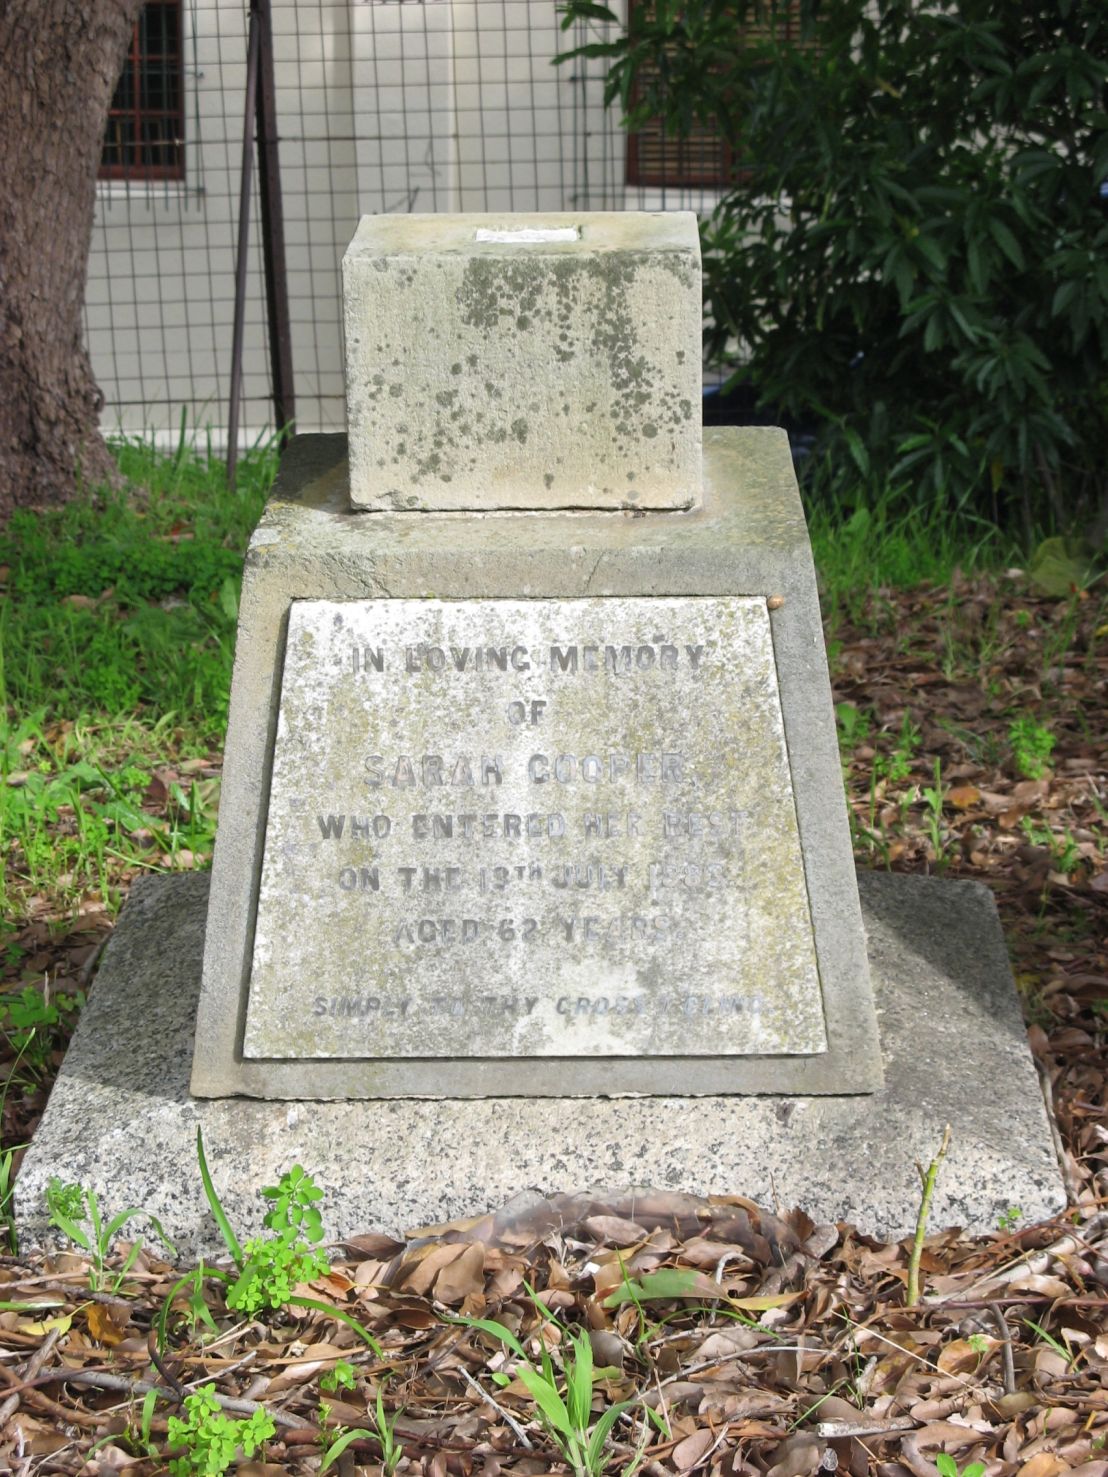 IN LOVING MEMORY
OF
SARAH COOPER
WHO ENTERED HER REST
ON THE 19TH JULY
AGED 62 YEARS
SIMPLY TO THY CROSS I CLING.